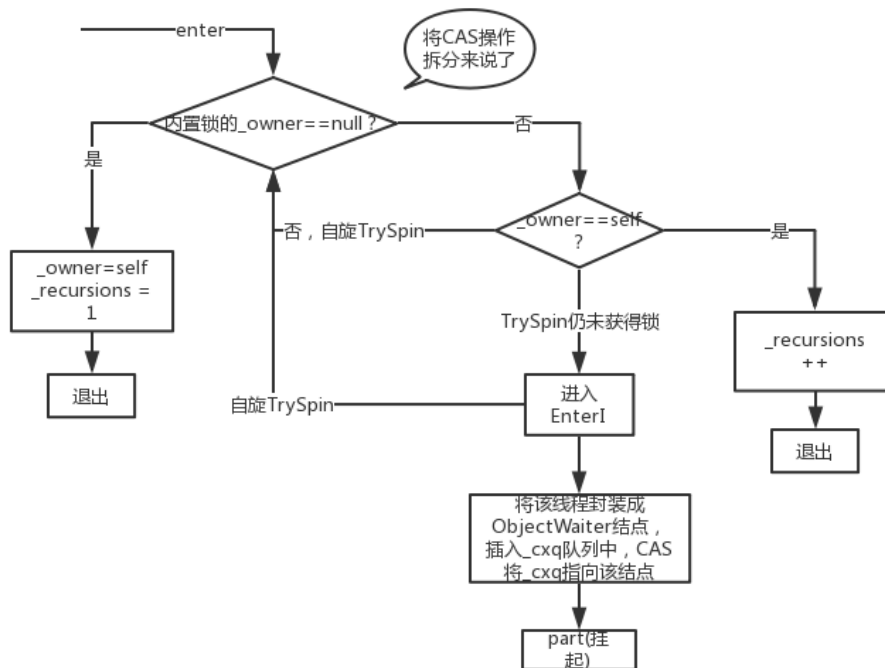 enter
将CAS操作
拆分来说了
内置锁的_owner==null？
是
否
_owner==self
？
否，自旋TrySpin
是
_owner=self
_recursions =
1
退出
TrySpin仍未获得锁
_recursions
++
退出
进入
EnterI
自旋TrySpin
将该线程封装成
ObjectWaiter结点，
插入_cxq队列中，CAS
将_cxq指向该结点
part(挂
起)